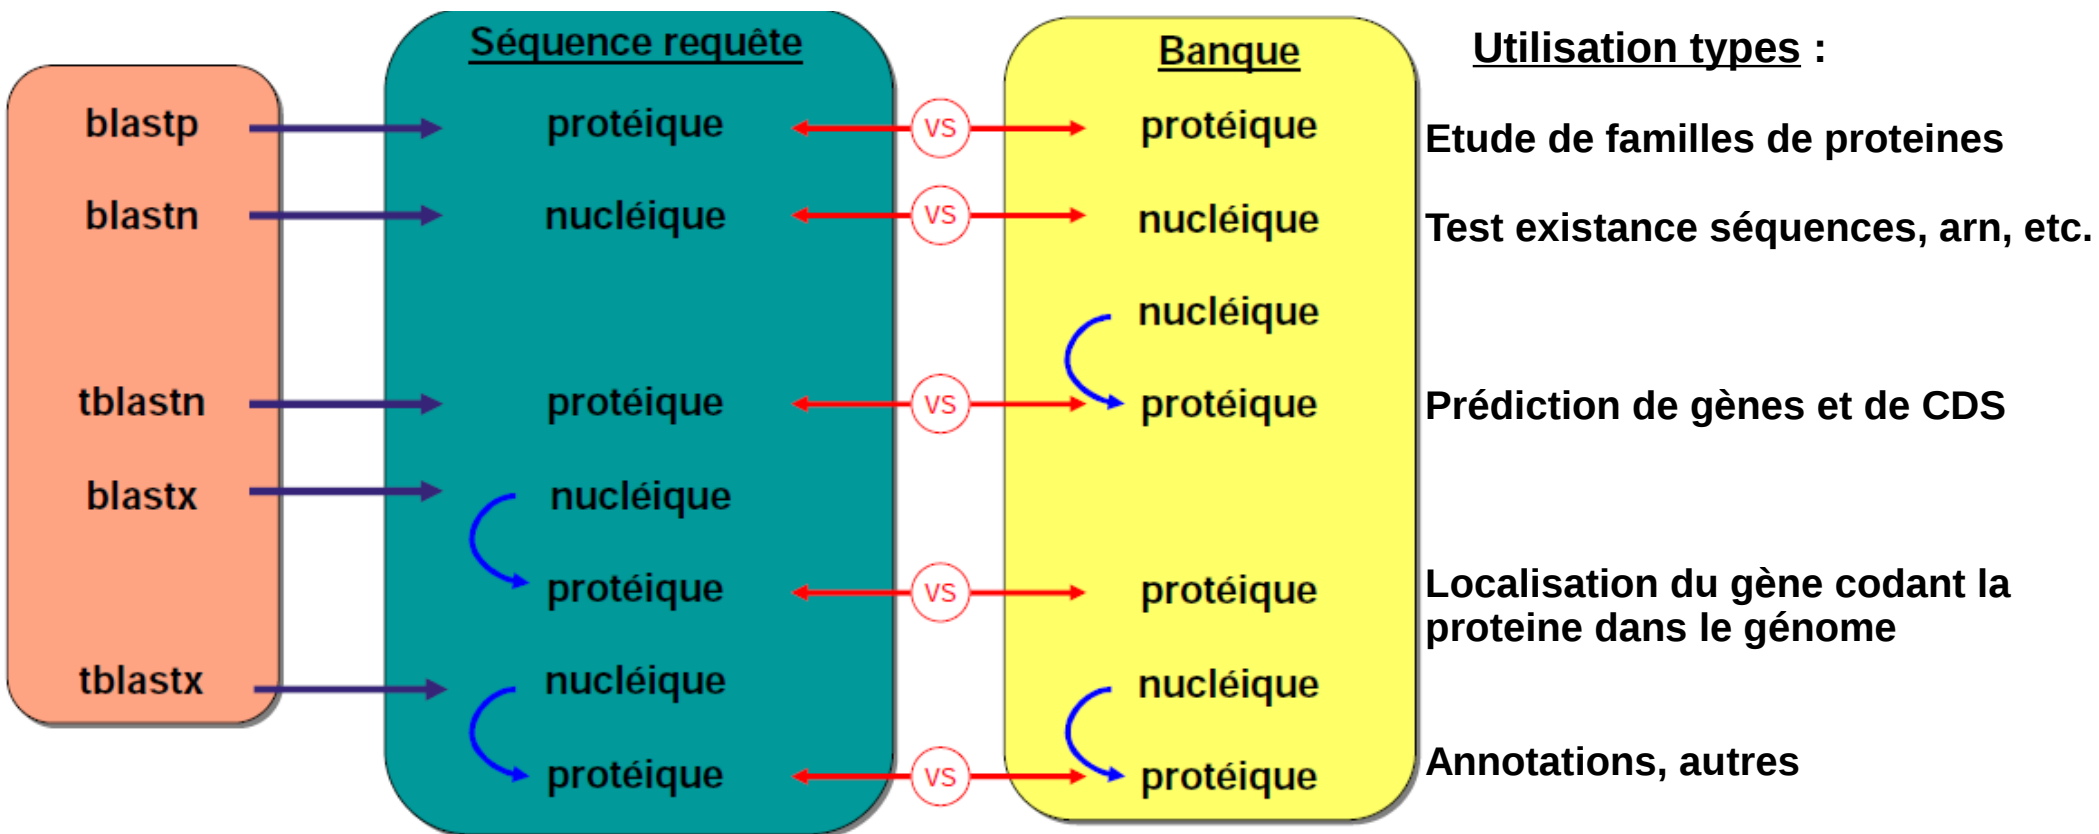 Séquence requête
Banque
Utilisation types :
blastp
protéique
VS
protéique
Etude de familles de proteines
blastn
nucléique
VS
nucléique
Test existance séquences, arn, etc.
nucléique
tblastn
protéique
VS
protéique
Prédiction de gènes et de CDS
blastx
nucléique
protéique
VS
protéique
Localisation du gène codant la
proteine dans le génome
tblastx
nucléique
nucléique
protéique
VS
protéique
Annotations, autres